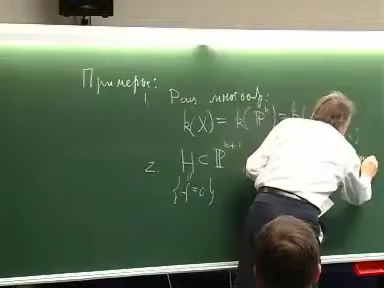 Примеры:
1. Рац. многообр:
k(X) = k(ℙⁿ) = k(
2. H ⊂ ℙⁿ⁺¹
{f=0}